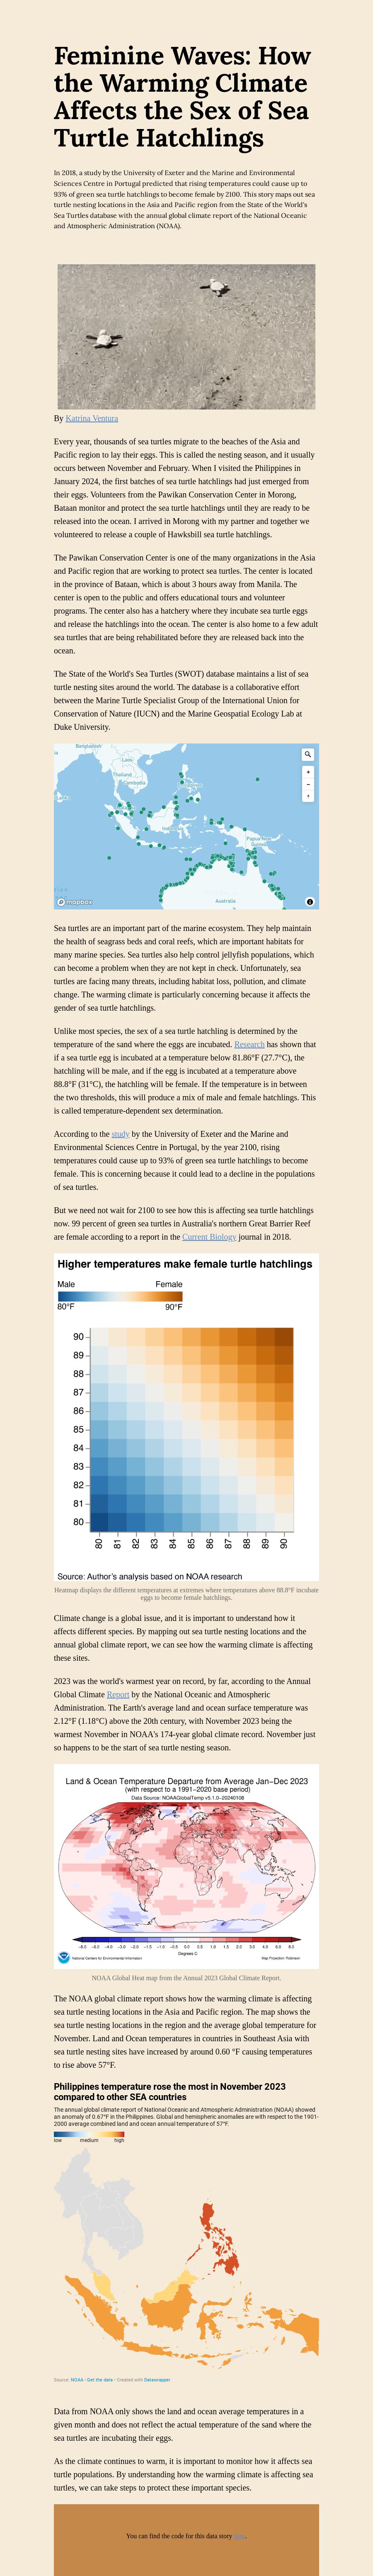 Feminine Waves: How
the Warming Climate
Affects the Sex of Sea
Turtle Hatchlings
In 2018, a study by the University of Exeter and the Marine and Environmental
Sciences Centre in Portugal predicted that rising temperatures could cause up to
93% of green sea turtle hatchlings to become female by 2100. This story maps out sea
turtle nesting locations in the Asia and Pacific region from the State of the World's
Sea Turtles database with the annual global climate report of the National Oceanic
and Atmospheric Administration (NOAA).
By Katrina Ventura
Every year, thousands of sea turtles migrate to the beaches of the Asia and
Pacific region to lay their eggs. This is called the nesting season, and it usually
occurs between November and February. When I visited the Philippines in
January 2024, the first batches of sea turtle hatchlings had just emerged from
their eggs. Volunteers from the Pawikan Conservation Center in Morong,
Bataan monitor and protect the sea turtle hatchlings until they are ready to be
released into the ocean. I arrived in Morong with my partner and together we
volunteered to release a couple of Hawksbill sea turtle hatchlings.
The Pawikan Conservation Center is one of the many organizations in the Asia
and Pacific region that are working to protect sea turtles. The center is located
in the province of Bataan, which is about 3 hours away from Manila. The
center is open to the public and offers educational tours and volunteer
programs. The center also has a hatchery where they incubate sea turtle eggs
and release the hatchlings into the ocean. The center is also home to a few adult
sea turtles that are being rehabilitated before they are released back into the
ocean.
The State of the World's Sea Turtles (SWOT) database maintains a list of sea
turtle nesting sites around the world. The database is a collaborative effort
between the Marine Turtle Specialist Group of the International Union for
Conservation of Nature (IUCN) and the Marine Geospatial Ecology Lab at
Duke University.
Bangladesh
Laos
Thailand
Cambodia
Australia
mapbox
Sea turtles are an important part of the marine ecosystem. They help maintain
the health of seagrass beds and coral reefs, which are important habitats for
many marine species. Sea turtles also help control jellyfish populations, which
can become a problem when they are not kept in check. Unfortunately, sea
turtles are facing many threats, including habitat loss, pollution, and climate
change. The warming climate is particularly concerning because it affects the
gender of sea turtle hatchlings.
Unlike most species, the sex of a sea turtle hatchling is determined by the
temperature of the sand where the eggs are incubated. Research has shown that
if a sea turtle egg is incubated at a temperature below 81.86°F (27.7°C), the
hatchling will be male, and if the egg is incubated at a temperature above
88.8°F (31°C), the hatchling will be female. If the temperature is in between
the two thresholds, this will produce a mix of male and female hatchlings. This
is called temperature-dependent sex determination.
According to the study by the University of Exeter and the Marine and
Environmental Sciences Centre in Portugal, by the year 2100, rising
temperatures could cause up to 93% of green sea turtle hatchlings to become
female. This is concerning because it could lead to a decline in the populations
of sea turtles.
But we need not wait for 2100 to see how this is affecting sea turtle hatchlings
now. 99 percent of green sea turtles in Australia's northern Great Barrier Reef
are female according to a report in the Current Biology journal in 2018.
Higher temperatures make female turtle hatchlings
Male Female
80°F 90°F
90
89
88
87
86
85
84
83
82
81
80
80 81 82 83 84 85 86 87 88 89 90
Source: Author's analysis based on NOAA research
Heatmap displays the different temperatures at extremes where temperatures above 88.8°F incubate
eggs to become female hatchlings.
Climate change is a global issue, and it is important to understand how it
affects different species. By mapping out sea turtle nesting locations and the
annual global climate report, we can see how the warming climate is affecting
these sites.
2023 was the world's warmest year on record, by far, according to the Annual
Global Climate Report by the National Oceanic and Atmospheric
Administration. The Earth's average land and ocean surface temperature was
2.12°F (1.18°C) above the 20th century, with November 2023 being the
warmest November in NOAA's 174-year global climate record. November just
so happens to be the start of sea turtle nesting season.
Land & Ocean Temperature Departure from Average Jan–Dec 2023
(with respect to a 1991–2020 base period)
Data Source: NOAAGlobalTemp v5.1.0–20240108
-8.0 -6.0 -4.0 -3.0 -2.0 -1.5 -1.0 -0.5 0.0 0.5 1.0 1.5 2.0 3.0 4.0 6.0 8.0
Degrees C
National Centers for Environmental Information
Map Projection: Robinson
NOAA Global Heat map from the Annual 2023 Global Climate Report.
The NOAA global climate report shows how the warming climate is affecting
sea turtle nesting locations in the Asia and Pacific region. The map shows the
sea turtle nesting locations in the region and the average global temperature for
November. Land and Ocean temperatures in countries in Southeast Asia with
sea turtle nesting sites have increased by around 0.60 °F causing temperatures
to rise above 57°F.
Philippines temperature rose the most in November 2023
compared to other SEA countries
The annual global climate report of National Oceanic and Atmospheric Administration (NOAA) showed
an anomaly of 0.67°F in the Philippines. Global and hemispheric anomalies are with respect to the 1901-
2000 average combined land and ocean annual temperature of 57°F.
low medium high
Source: NOAA • Get the data • Created with Datawrapper
Data from NOAA only shows the land and ocean average temperatures in a
given month and does not reflect the actual temperature of the sand where the
sea turtles are incubating their eggs.
As the climate continues to warm, it is important to monitor how it affects sea
turtle populations. By understanding how the warming climate is affecting sea
turtles, we can take steps to protect these important species.
You can find the code for this data story here.